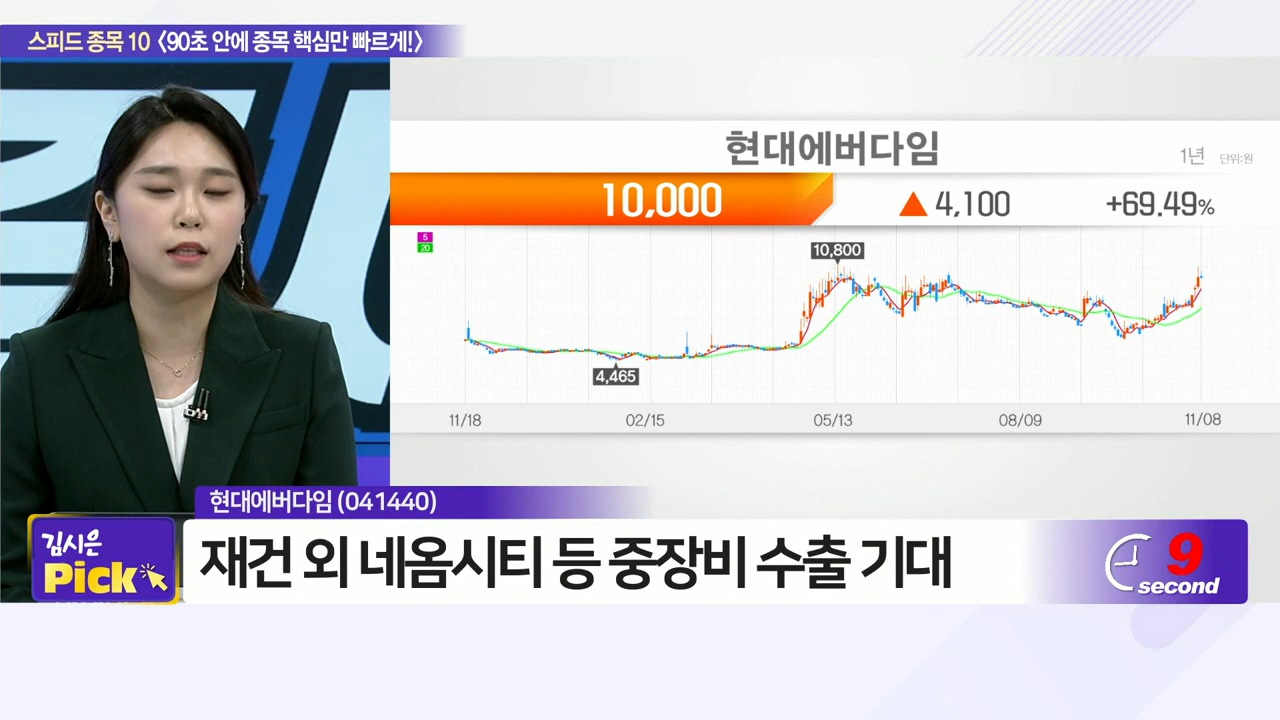 스피드 종목 10 〈90초 안에 종목 핵심만 빠르게!〉
현대에버다임
1년 단위:원
10,000 ▲ 4,100 +69.49%
5
20
10,800
4,465
11/18 02/15 05/13 08/09 11/08
현대에버다임 (041440)
김시은
Pick
재건 외 네옴시티 등 중장비 수출 기대
9
second